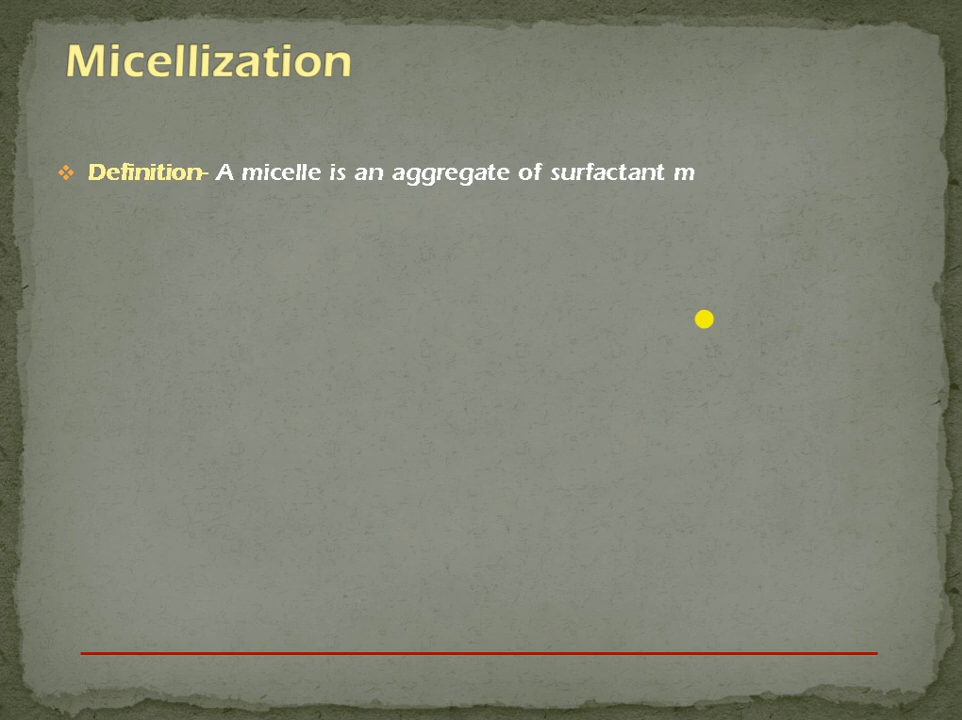 Micellization
Definition- A micelle is an aggregate of surfactant m